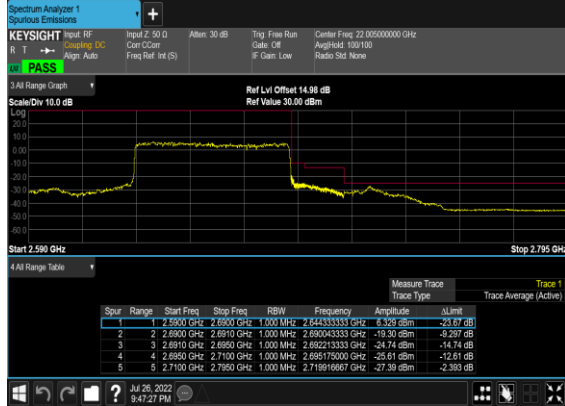 Spectrum Analyzer 1
Spurious Emissions
KEYSIGHT Input: RF Input Z: 50 Ω Atten: 30 dB Trig: Free Run Center Freq: 22.005000000 GHz
R T Coupling: DC Corr CCorr Gate: Off Avg|Hold: 100/100
Align: Auto Freq Ref: Int (S) IF Gain: Low Radio Std: None
PASS
3 All Range Graph
Ref Lvl Offset 14.98 dB
Scale/Div 10.0 dB Ref Value 30.00 dBm
Log
20.0
10.0
0.00
-10.0
-20.0
-30.0
-40.0
-50.0
-60.0
Start 2.590 GHz Stop 2.795 GHz
4 All Range Table
Measure Trace Trace 1
Trace Type Trace Average (Active)
Spur Range Start Freq Stop Freq RBW Frequency Amplitude ΔLimit
1 1 2.5900 GHz 2.6900 GHz 1.000 MHz 2.644333333 GHz 6.329 dBm -23.67 dB
2 2 2.6900 GHz 2.6910 GHz 1.000 MHz 2.690043333 GHz -19.30 dBm -9.297 dB
3 3 2.6910 GHz 2.6950 GHz 1.000 MHz 2.692213333 GHz -24.74 dBm -14.74 dB
4 4 2.6950 GHz 2.7100 GHz 1.000 MHz 2.695175000 GHz -25.61 dBm -12.61 dB
5 5 2.7100 GHz 2.7950 GHz 1.000 MHz 2.719916667 GHz -27.39 dBm -2.393 dB
? Jul 26, 2022
9:47:27 PM